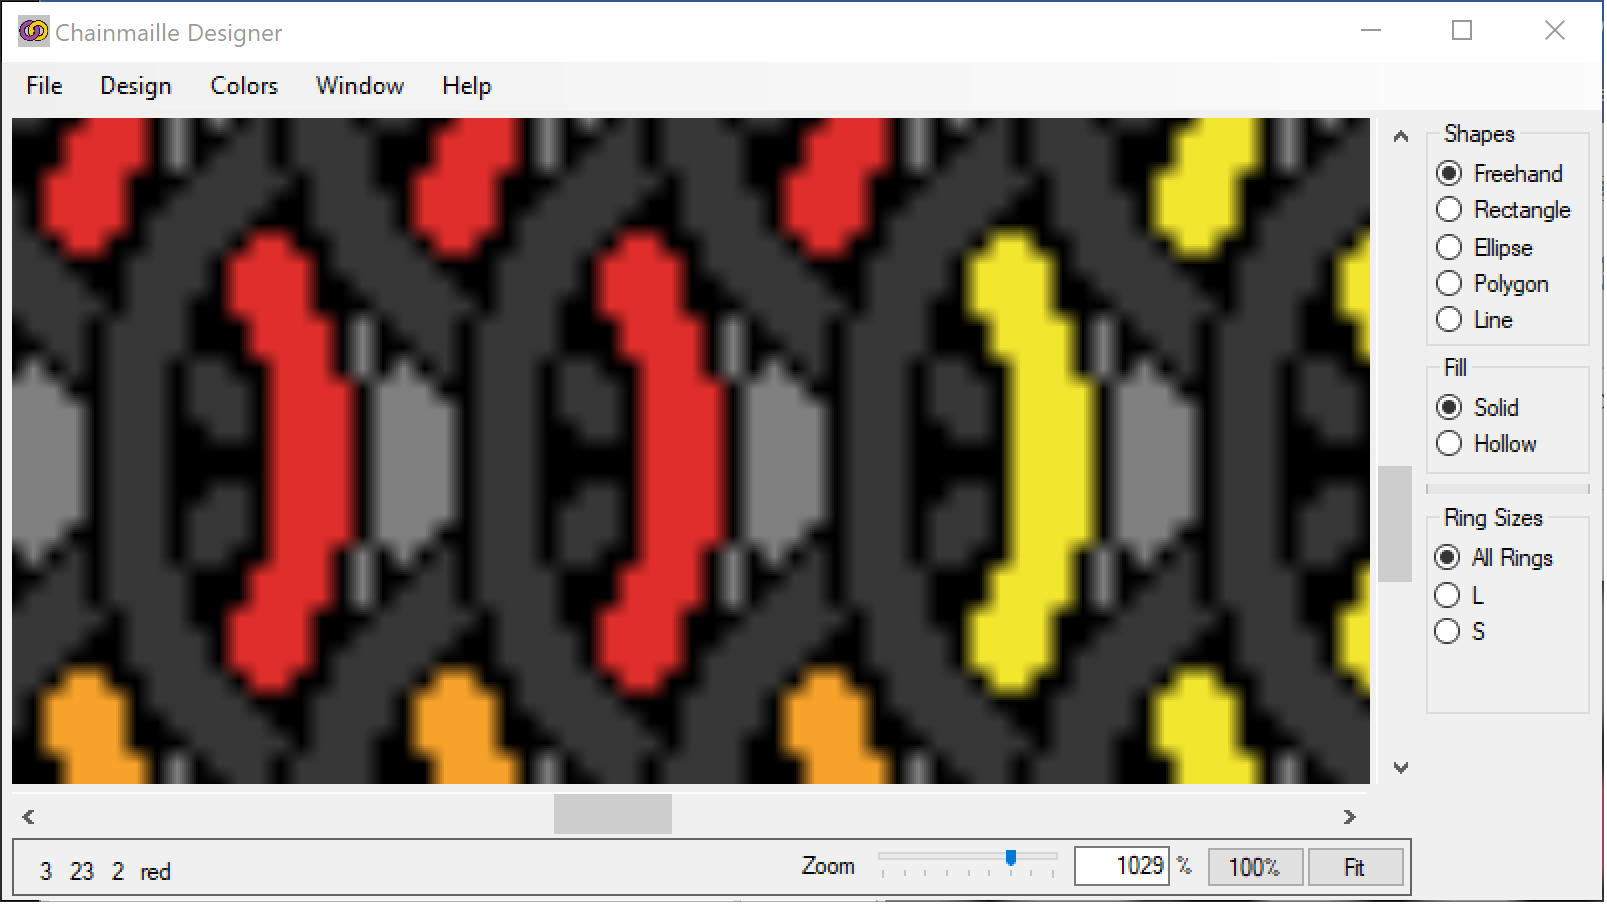 Chainmaille Designer
File Design Colors Window Help
Shapes
Freehand
Rectangle
Ellipse
Polygon
Line
Fill
Solid
Hollow
Ring Sizes
All Rings
L
S
3 23 2 red Zoom 1029 % 100% Fit